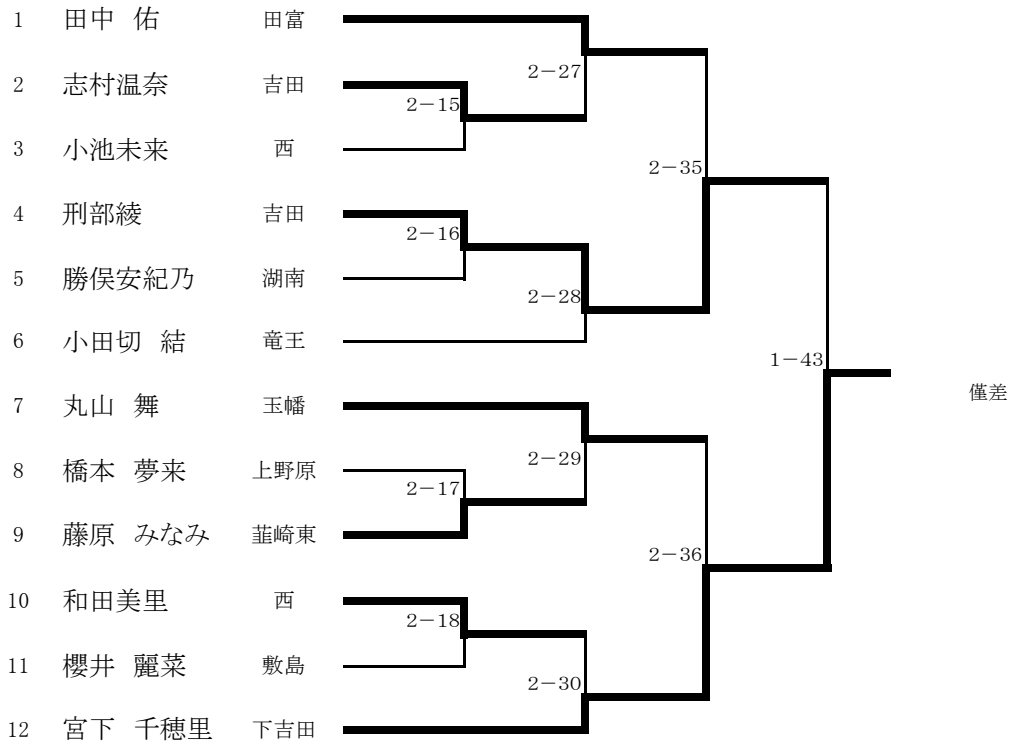 1 田中 佑 田富
2－27
2 志村温奈 吉田
2－15
3 小池未来 西
2－35
4 刑部綾 吉田
2－16
5 勝俣安紀乃 湖南
2－28
6 小田切 結 竜王
1－43
僅差
7 丸山 舞 玉幡
2－29
8 橋本 夢来 上野原
2－17
9 藤原 みなみ 韮崎東
2－36
10 和田美里 西
2－18
11 櫻井 麗菜 敷島
2－30
12 宮下 千穂里 下吉田